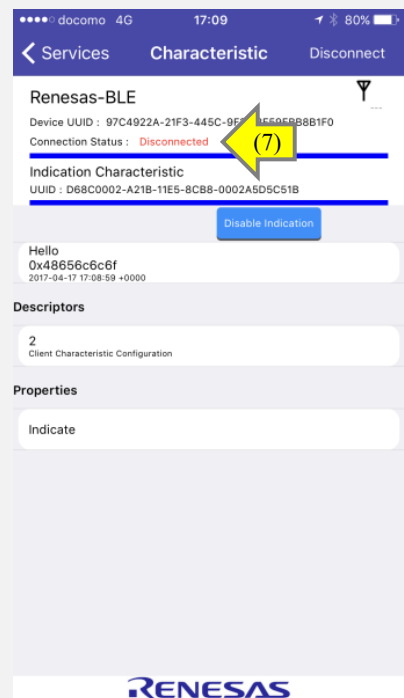 docomo 4G 17:09 80%
Services Characteristic Disconnect
Renesas-BLE
Device UUID : 97C4922A-21F3-445C-
Connection Status : Disconnected
(7)
Indication Characteristic
UUID : D68C0002-A21B-11E5-8CB8-0002A5D5C51B
Disable Indication
Hello
0x48656c6c6f
2017-04-17 17:08:59 +0000
Descriptors
2
Client Characteristic Configuration
Properties
Indicate
RENESAS